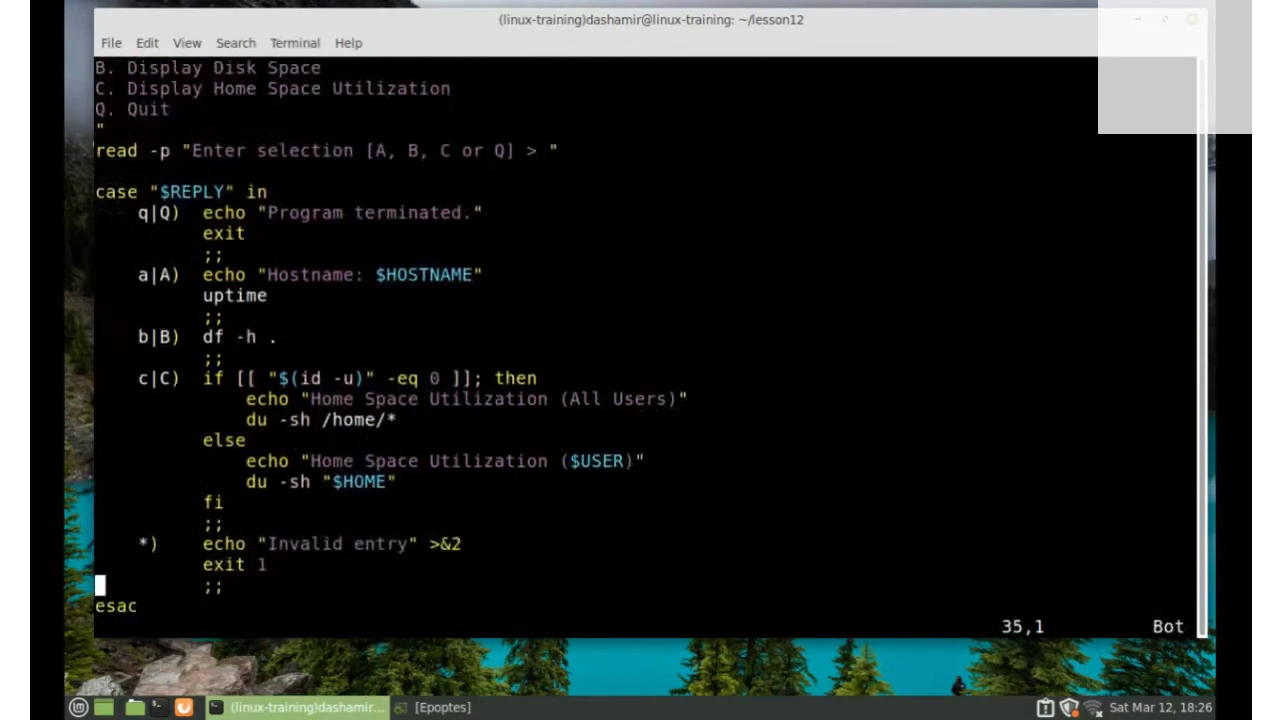 (linux-training)dashamir@linux-training: ~/lesson12
File Edit View Search Terminal Help
B. Display Disk Space
C. Display Home Space Utilization
Q. Quit
"
read -p "Enter selection [A, B, C or Q] > "
case "$REPLY" in
q|Q) echo "Program terminated."
exit
;;
a|A) echo "Hostname: $HOSTNAME"
uptime
;;
b|B) df -h .
;;
c|C) if [[ "$(id -u)" -eq 0 ]]; then
echo "Home Space Utilization (All Users)"
du -sh /home/*
else
echo "Home Space Utilization ($USER)"
du -sh "$HOME"
fi
;;
*) echo "Invalid entry" >&2
exit 1
;;
esac
35,1 Bot
(linux-training)dashamir... [Epoptes] Sat Mar 12, 18:26